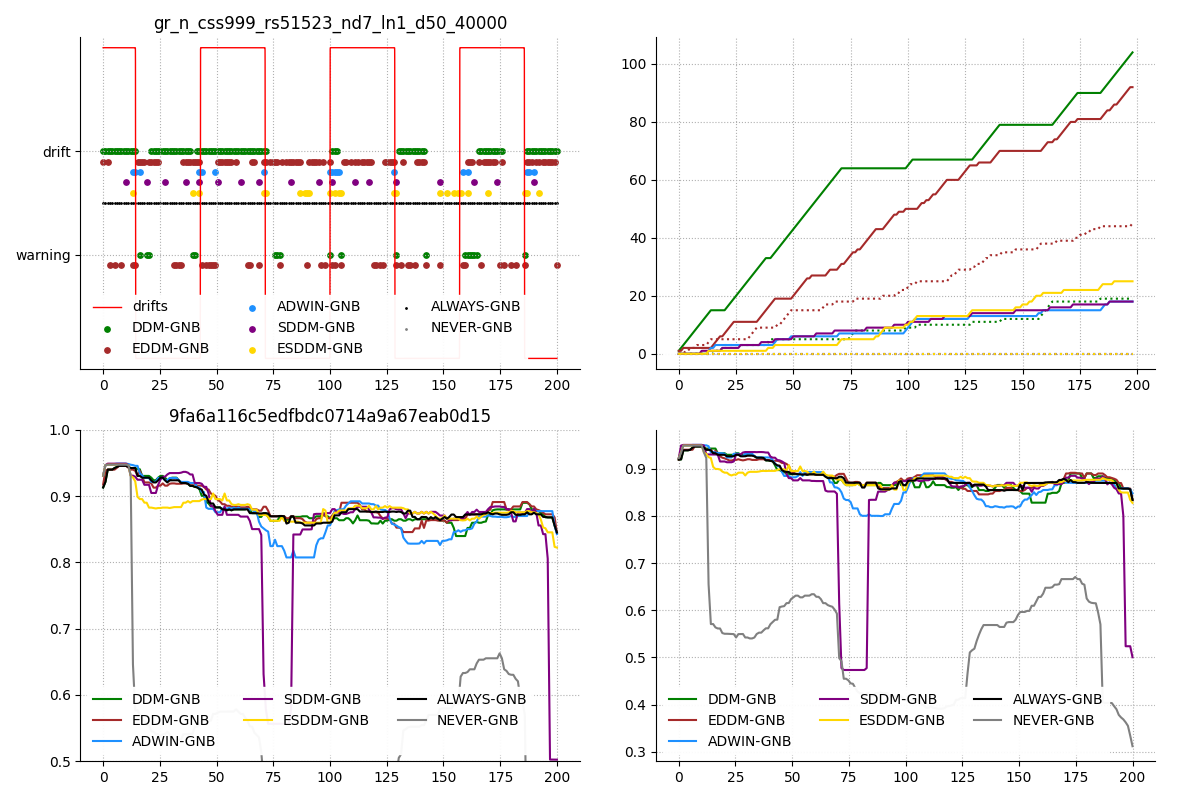 gr_n_css999_rs51523_nd7_ln1_d50_40000
drift
warning
drifts
DDM-GNB
EDDM-GNB
ADWIN-GNB
SDDM-GNB
ESDDM-GNB
ALWAYS-GNB
NEVER-GNB
0 25 50 75 100 125 150 175 200
100
80
60
40
20
0
0 25 50 75 100 125 150 175 200
9fa6a116c5edfbdc0714a9a67eab0d15
1.0
0.9
0.8
0.7
0.6
0.5
DDM-GNB
EDDM-GNB
ADWIN-GNB
SDDM-GNB
ESDDM-GNB
ALWAYS-GNB
NEVER-GNB
0 25 50 75 100 125 150 175 200
0.9
0.8
0.7
0.6
0.5
0.4
0.3
DDM-GNB
EDDM-GNB
ADWIN-GNB
SDDM-GNB
ESDDM-GNB
ALWAYS-GNB
NEVER-GNB
0 25 50 75 100 125 150 175 200